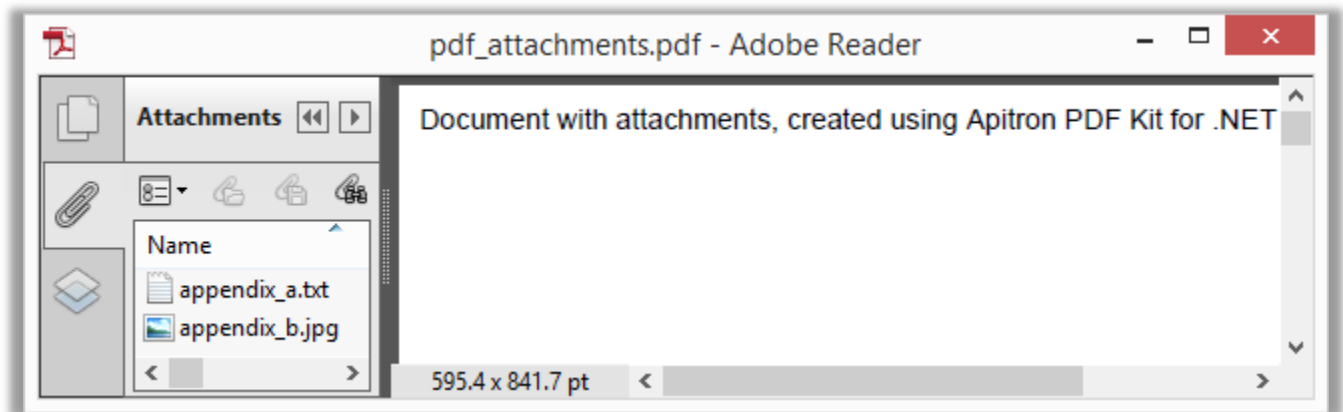 pdf_attachments.pdf - Adobe Reader
Attachments
Document with attachments, created using Apitron PDF Kit for .NET
Name
appendix_a.txt
appendix_b.jpg
595.4 x 841.7 pt